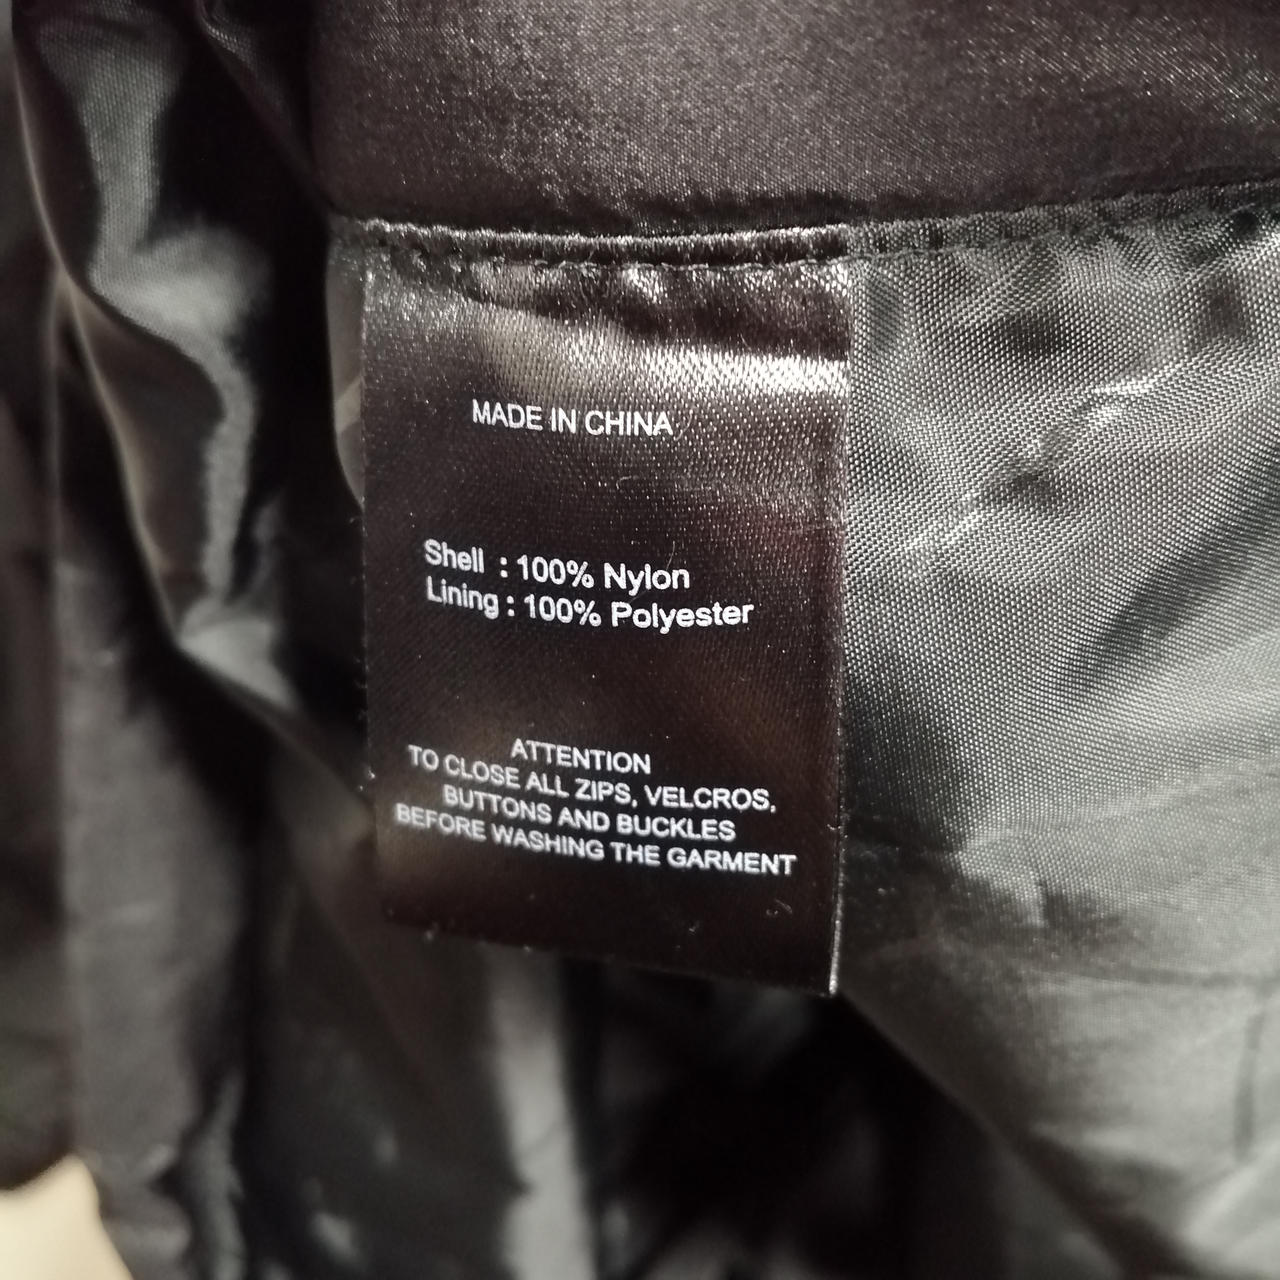 MADE IN CHINA
Shell : 100% Nylon
Lining : 100% Polyester
ATTENTION
TO CLOSE ALL ZIPS, VELCROS,
BUTTONS AND BUCKLES
BEFORE WASHING THE GARMENT